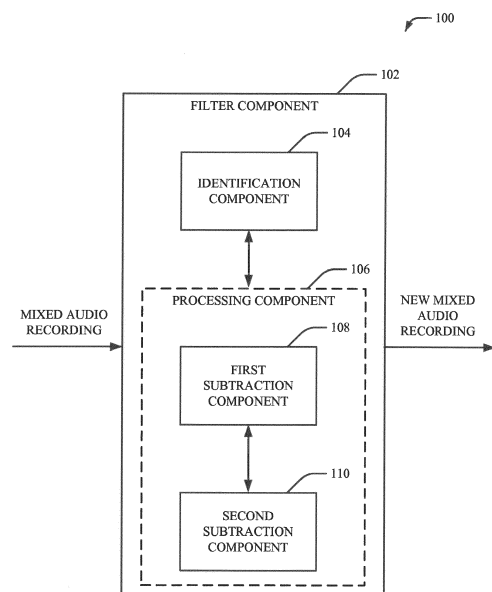 100
102
FILTER COMPONENT
104
IDENTIFICATION
COMPONENT
106
PROCESSING COMPONENT
MIXED AUDIO
RECORDING
NEW MIXED
AUDIO
RECORDING
108
FIRST
SUBTRACTION
COMPONENT
110
SECOND
SUBTRACTION
COMPONENT